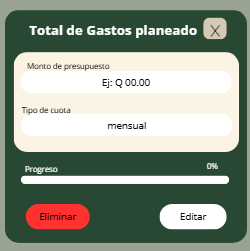 Total de Gastos planeado X
Monto de presupuesto
Ej: Q 00.00
Tipo de cuota
mensual
Progreso 0%
Eliminar Editar